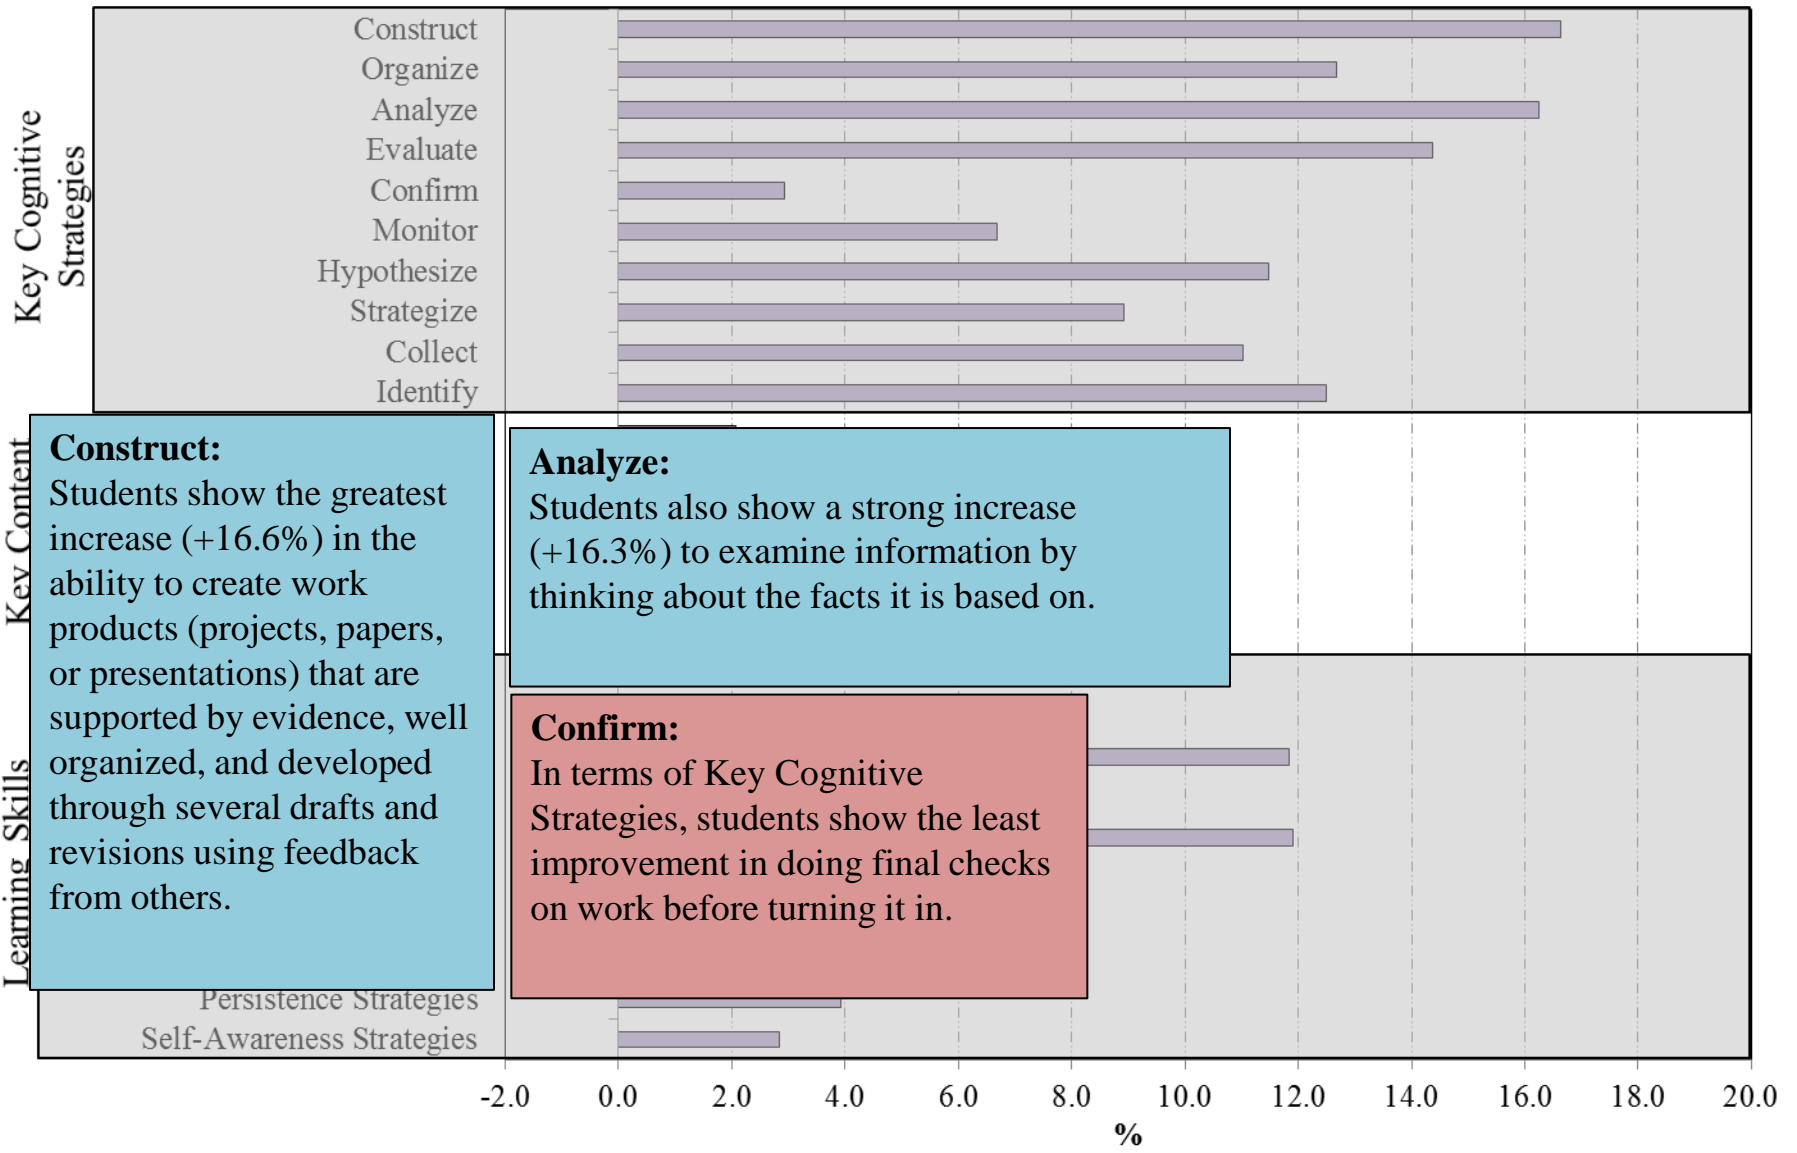 Key Cognitive
Strategies
Construct
Organize
Analyze
Evaluate
Confirm
Monitor
Hypothesize
Strategize
Collect
Identify
Key Content
Construct:
Students show the greatest
increase (+16.6%) in the
ability to create work
products (projects, papers,
or presentations) that are
supported by evidence, well
organized, and developed
through several drafts and
revisions using feedback
from others.
Analyze:
Students also show a strong increase
(+16.3%) to examine information by
thinking about the facts it is based on.
Confirm:
In terms of Key Cognitive
Strategies, students show the least
improvement in doing final checks
on work before turning it in.
Learning Skills
Persistence Strategies
Self-Awareness Strategies
-2.0 0.0 2.0 4.0 6.0 8.0 10.0 12.0 14.0 16.0 18.0 20.0
%